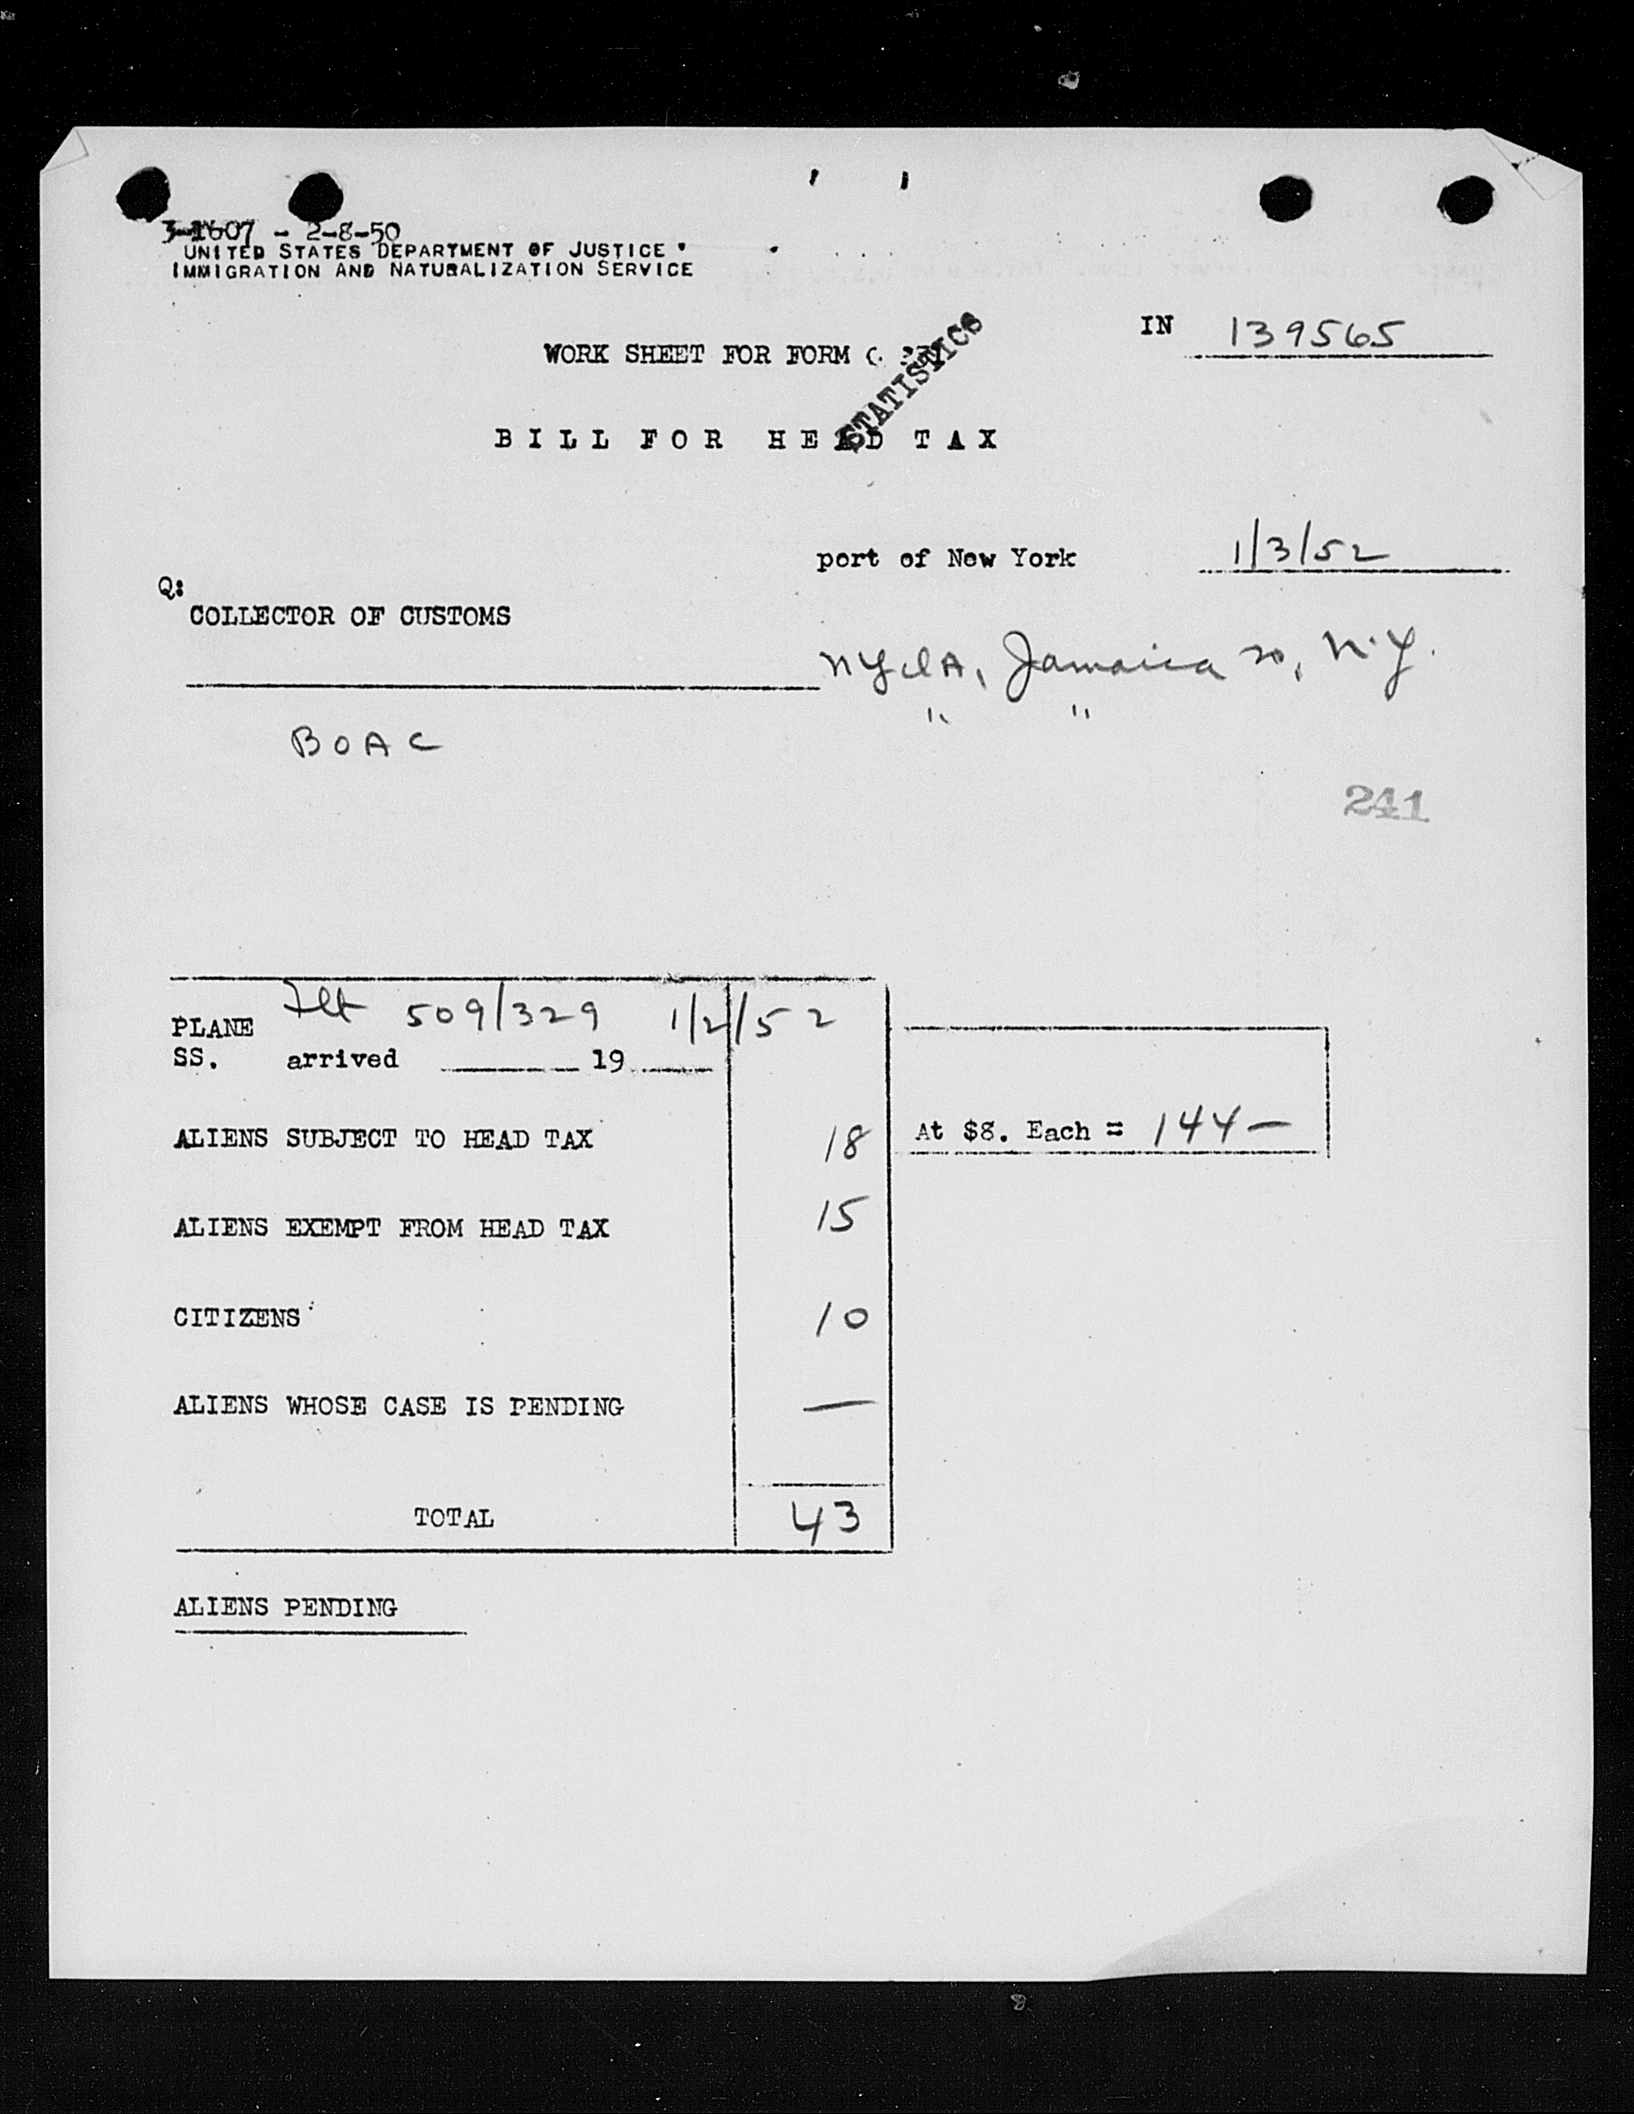 3-1607 - 2-8-50
UNITED STATES DEPARTMENT OF JUSTICE
IMMIGRATION AND NATURALIZATION SERVICE
IN 139565
WORK SHEET FOR FORM
STATISTICS
BILL FOR HEAD TAX
port of New York 1/3/52
Q:
COLLECTOR OF CUSTOMS
NYIA, Jamaica 20, N.Y.
" "
BOAC
241
PLANE Flt 509/329 1/2/52
SS. arrived 19
ALIENS SUBJECT TO HEAD TAX 18 At $8. Each = 144-
ALIENS EXEMPT FROM HEAD TAX 15
CITIZENS 10
ALIENS WHOSE CASE IS PENDING —
TOTAL 43
ALIENS PENDING